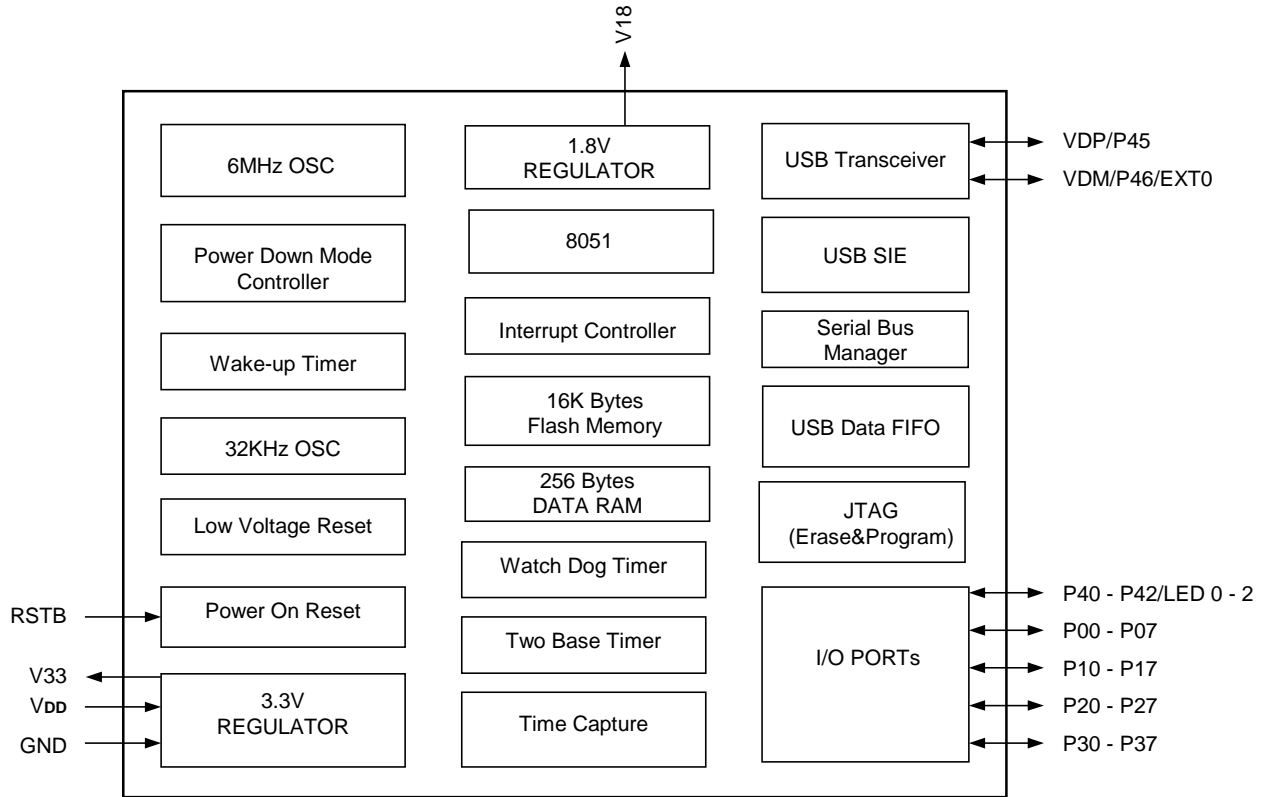 V18
6MHz OSC
Power Down Mode
Controller
Wake-up Timer
32KHz OSC
Low Voltage Reset
Power On Reset
3.3V
REGULATOR
RSTB
V33
VDD
GND
1.8V
REGULATOR
8051
Interrupt Controller
16K Bytes
Flash Memory
256 Bytes
DATA RAM
Watch Dog Timer
Two Base Timer
Time Capture
USB Transceiver
USB SIE
Serial Bus
Manager
USB Data FIFO
JTAG
(Erase&Program)
I/O PORTs
VDP/P45
VDM/P46/EXT0
P40 - P42/LED 0 - 2
P00 - P07
P10 - P17
P20 - P27
P30 - P37